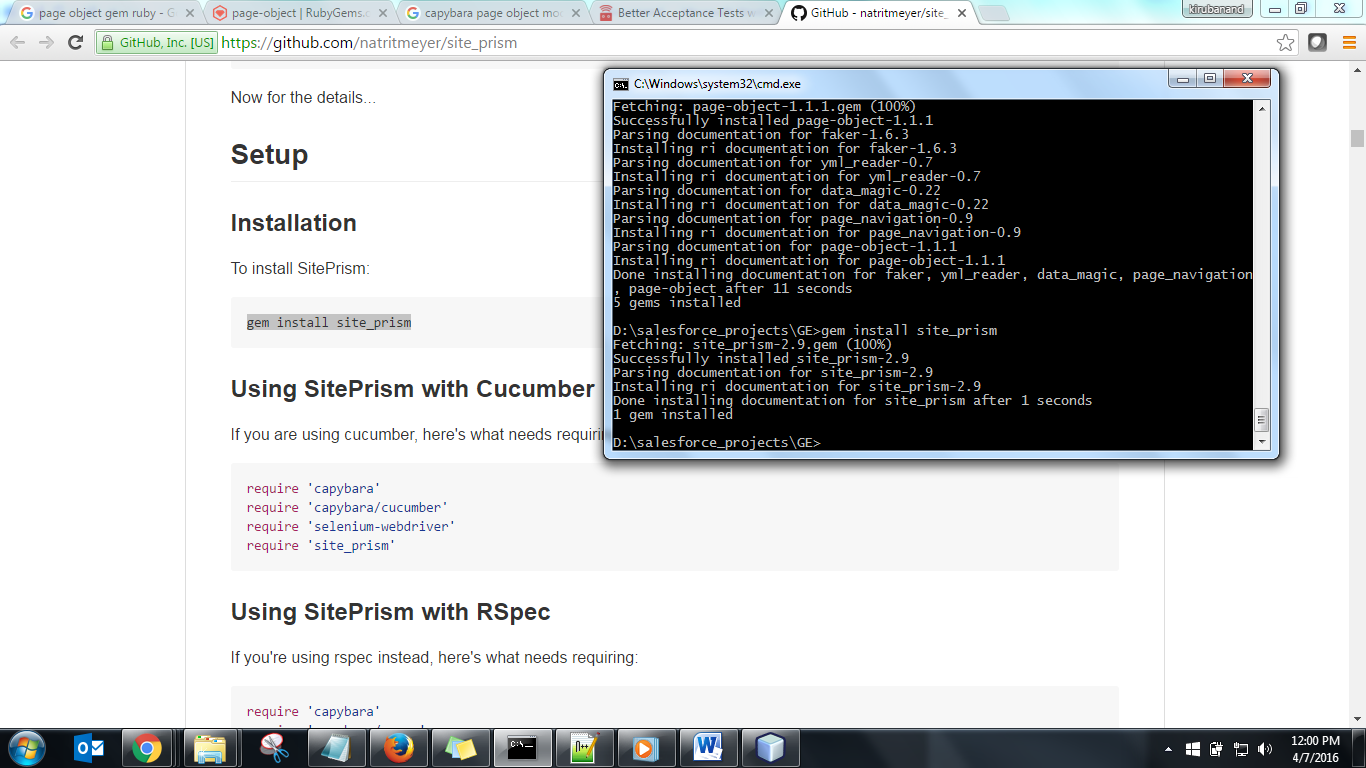 page object gem ruby - G
page-object | RubyGems.
capybara page object mo
Better Acceptance Tests w
GitHub - natritmeyer/site_
kirubanand
GitHub, Inc. [US]
https://github.com/natritmeyer/site_prism
Now for the details...
Setup
Installation
To install SitePrism:
gem install site_prism
Using SitePrism with Cucumber
If you are using cucumber, here's what needs requirin
require 'capybara'
require 'capybara/cucumber'
require 'selenium-webdriver'
require 'site_prism'
Using SitePrism with RSpec
If you're using rspec instead, here's what needs requiring:
require 'capybara'
C:\Windows\system32\cmd.exe
Fetching: page-object-1.1.1.gem (100%)
Successfully installed page-object-1.1.1
Parsing documentation for faker-1.6.3
Installing ri documentation for faker-1.6.3
Parsing documentation for yml_reader-0.7
Installing ri documentation for yml_reader-0.7
Parsing documentation for data_magic-0.22
Installing ri documentation for data_magic-0.22
Parsing documentation for page_navigation-0.9
Installing ri documentation for page_navigation-0.9
Parsing documentation for page-object-1.1.1
Installing ri documentation for page-object-1.1.1
Done installing documentation for faker, yml_reader, data_magic, page_navigation
, page-object after 11 seconds
5 gems installed
D:\salesforce_projects\GE>gem install site_prism
Fetching: site_prism-2.9.gem (100%)
Successfully installed site_prism-2.9
Parsing documentation for site_prism-2.9
Installing ri documentation for site_prism-2.9
Done installing documentation for site_prism after 1 seconds
1 gem installed
D:\salesforce_projects\GE>
12:00 PM
4/7/2016